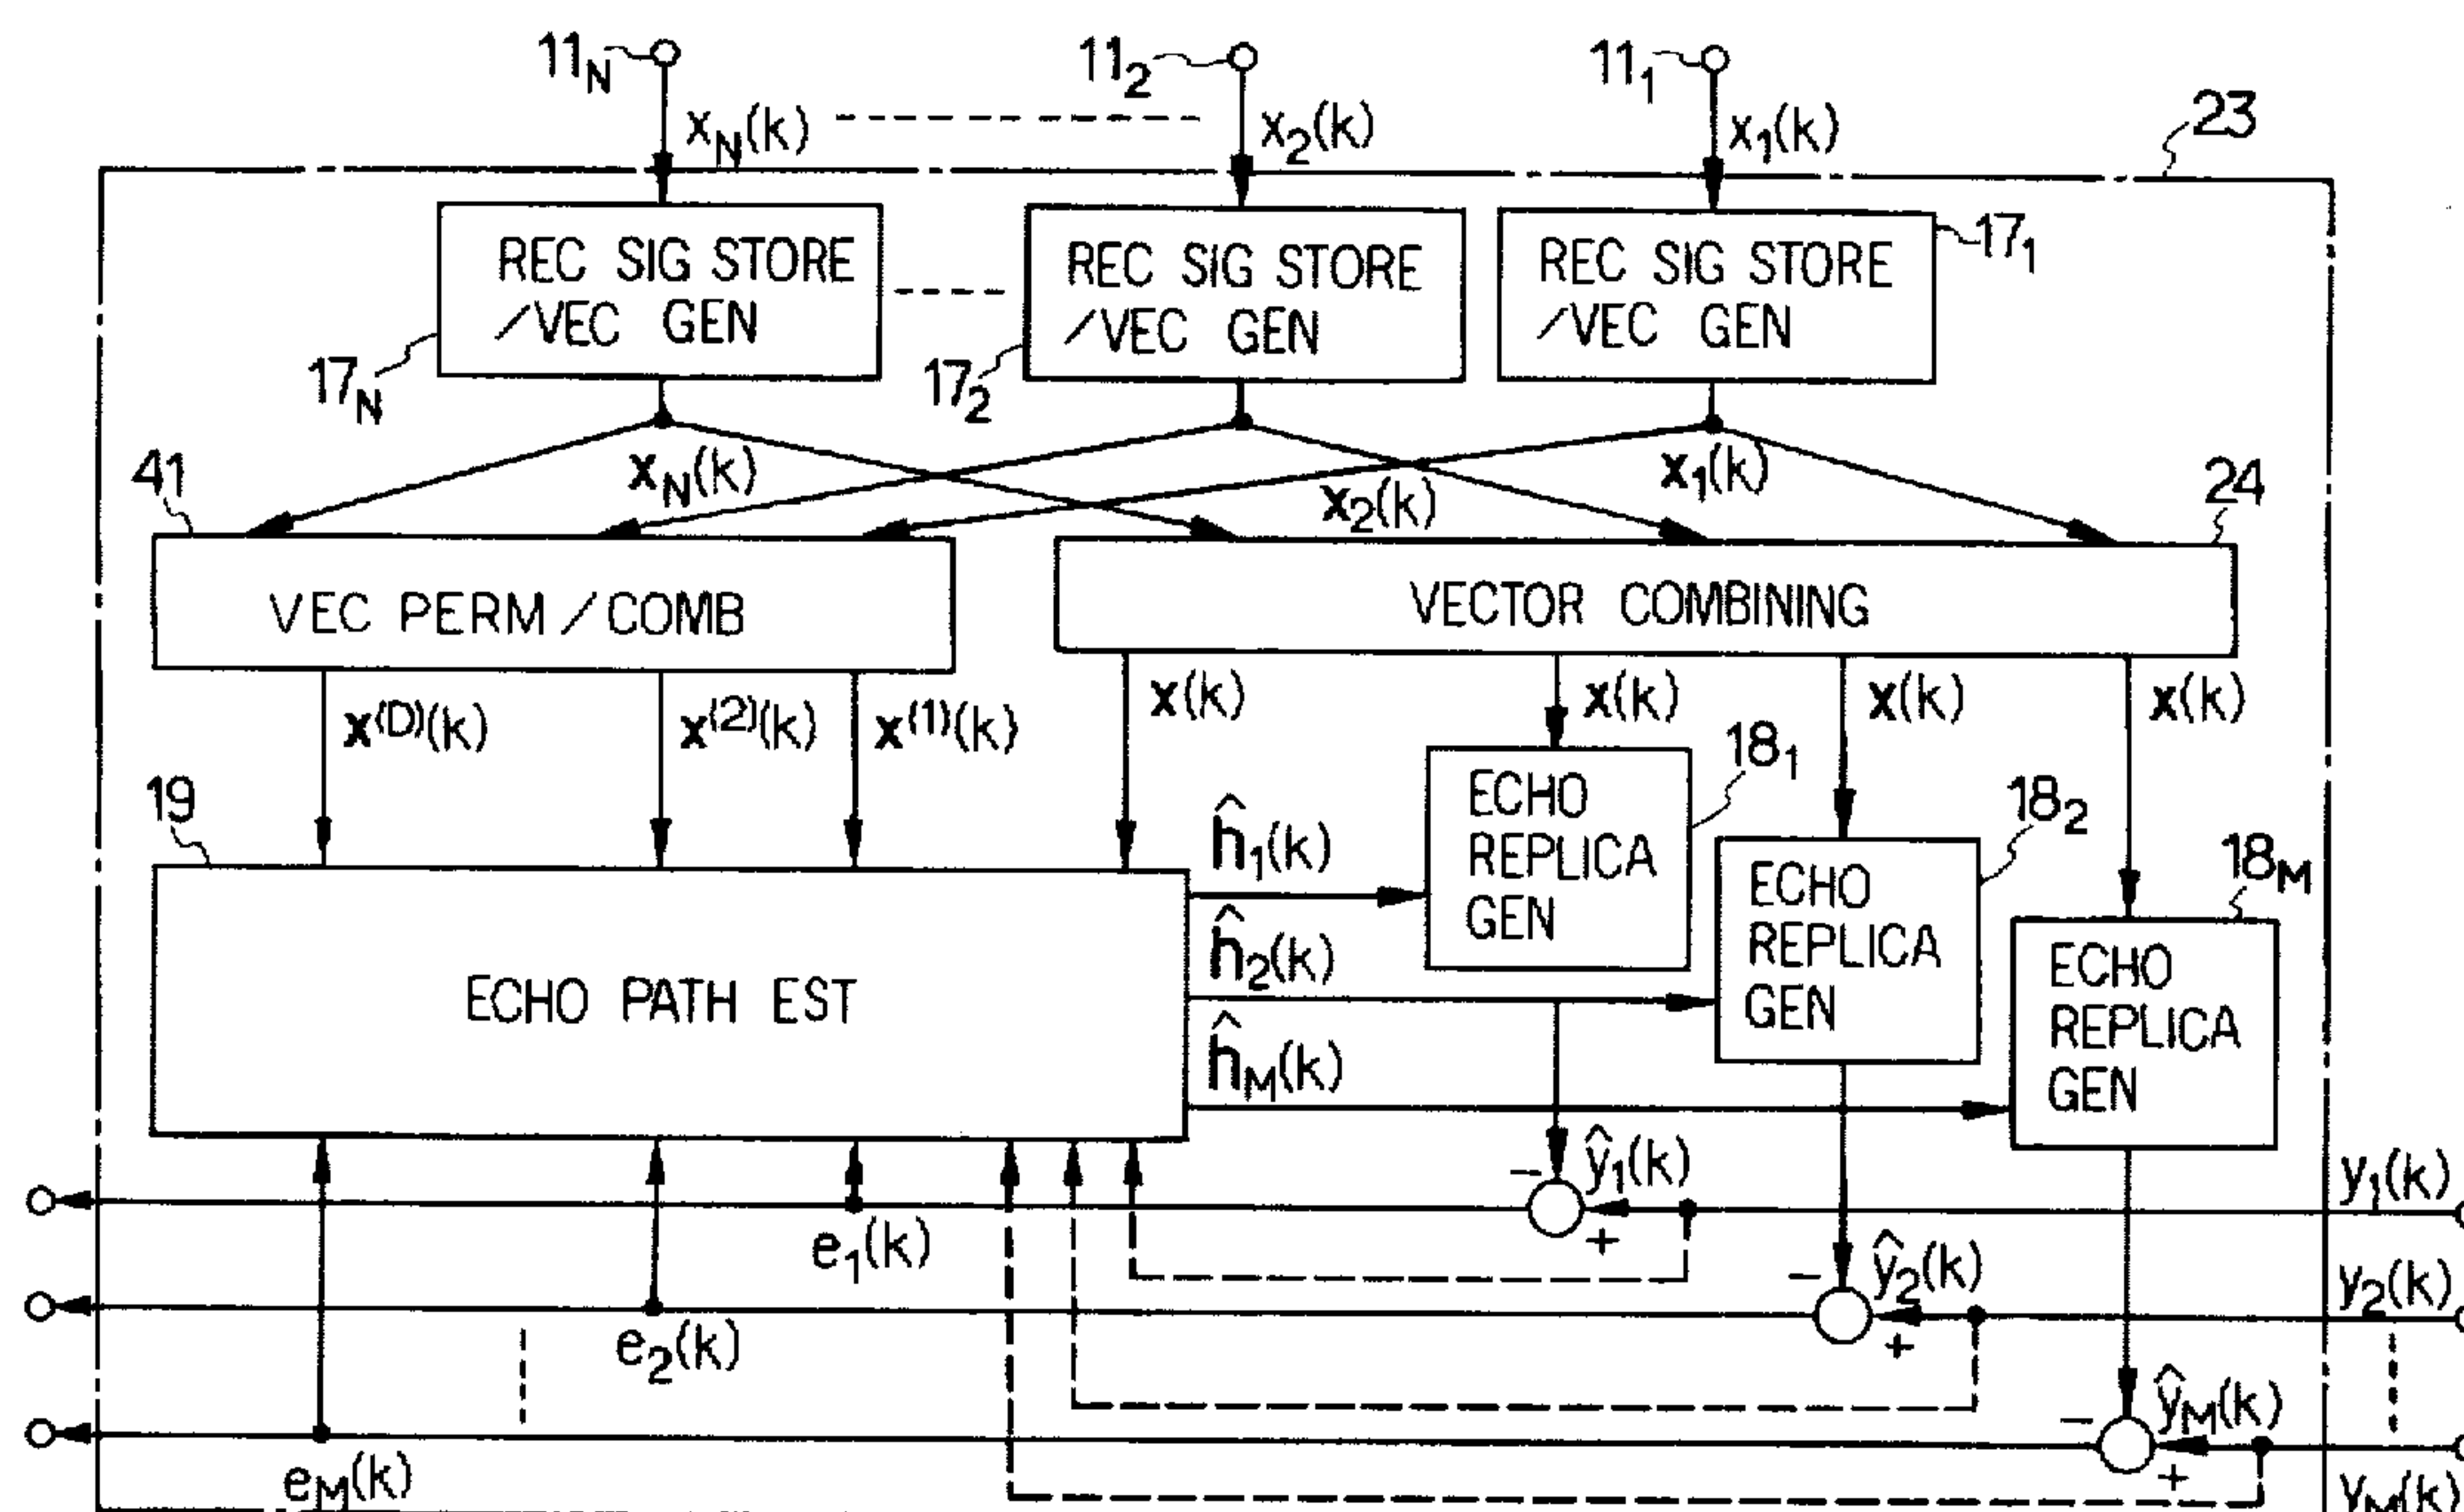 11N 112 111
xN(k) x2(k) x1(k) 23
REC SIG STORE
/VEC GEN
17N
REC SIG STORE
/VEC GEN
172
REC SIG STORE
/VEC GEN
171
xN(k) x2(k) x1(k)
41 24
VEC PERM/COMB
VECTOR COMBINING
x(D)(k) x(2)(k) x(1)(k) x(k) x(k) x(k) x(k)
19 181 182 18M
ECHO PATH EST
ĥ1(k)
ĥ2(k)
ĥM(k)
ECHO
REPLICA
GEN
ECHO
REPLICA
GEN
ECHO
REPLICA
GEN
- ŷ1(k) y1(k)
e1(k) +
- ŷ2(k) y2(k)
e2(k) +
- ŷM(k)
eM(k) + yM(k)